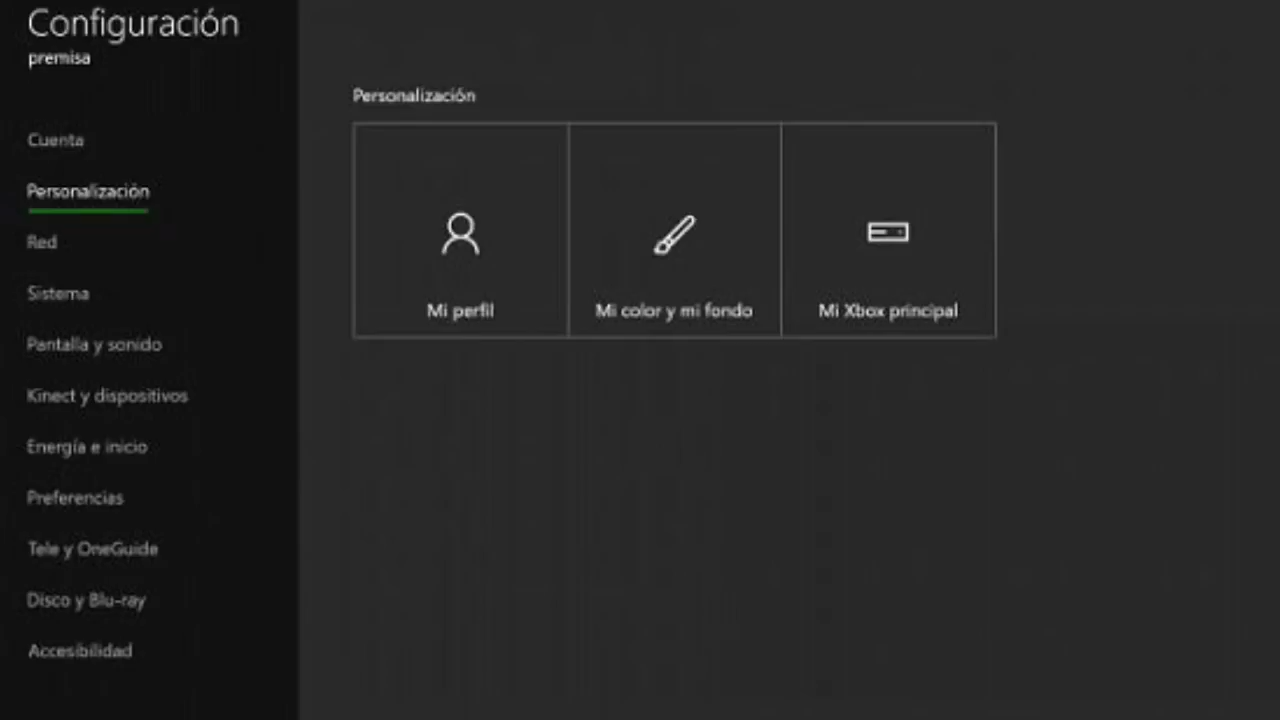 Configuración
premisa
Cuenta
Personalización
Red
Sistema
Pantalla y sonido
Kinect y dispositivos
Energía e inicio
Preferencias
Tele y OneGuide
Disco y Blu-ray
Accesibilidad
Personalización
Mi perfil
Mi color y mi fondo
Mi Xbox principal